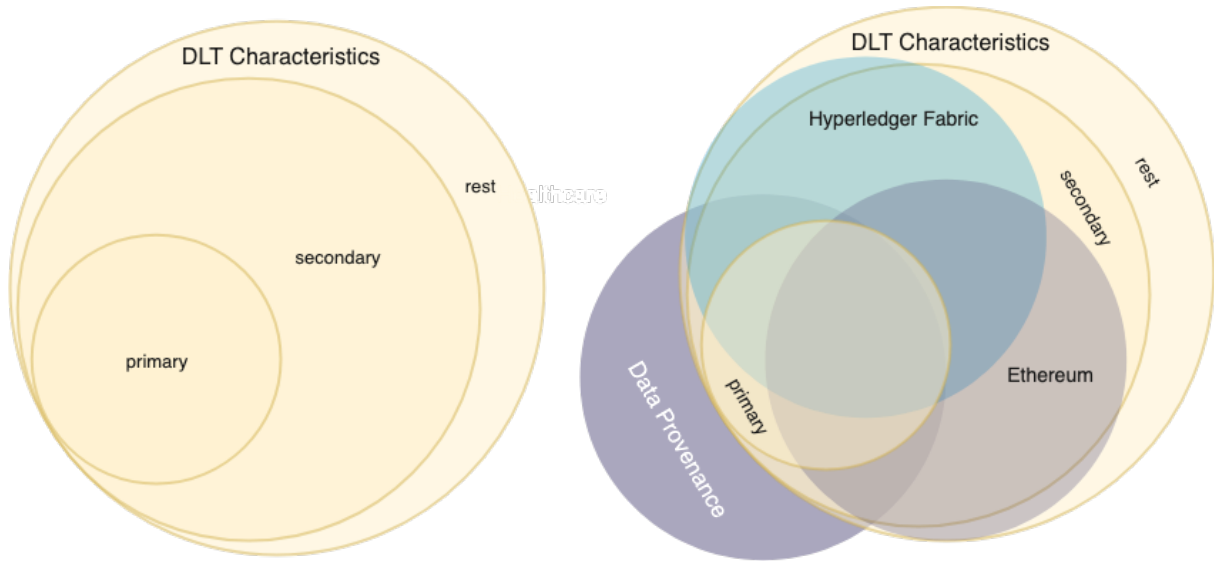 DLT Characteristics
rest
secondary
primary
DLT Characteristics
Hyperledger Fabric
rest
secondary
Ethereum
primary
Data Provenance